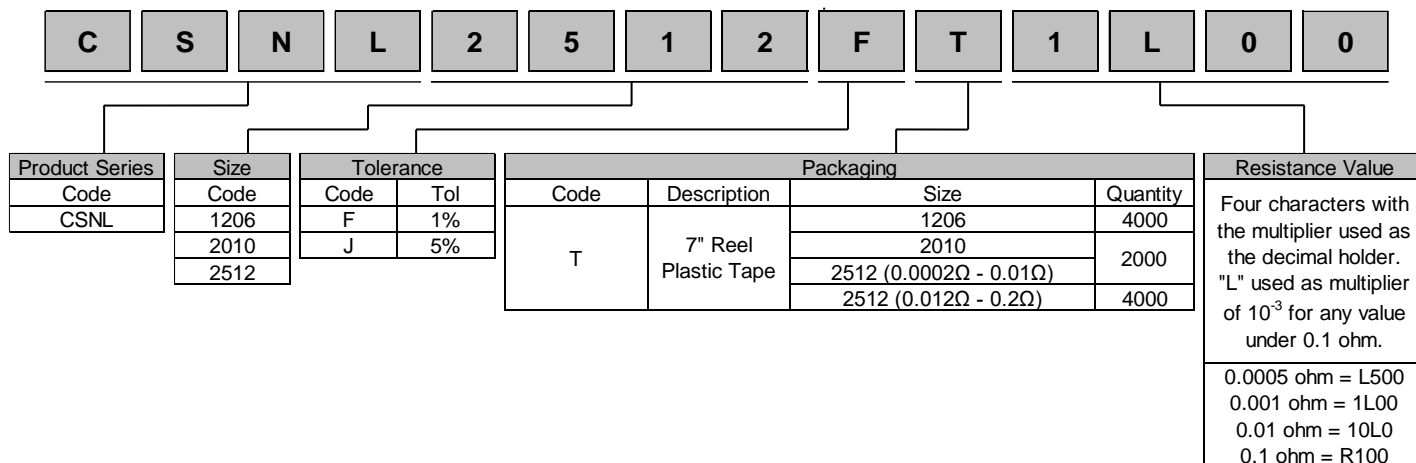 C S N L 2 5 1 2 F T 1 L 0 0
Product Series
Code
CSNL
Size
Code
1206
2010
2512
Tolerance
Code Tol
F 1%
J 5%
Packaging
Code Description Size Quantity
T
7" Reel
Plastic Tape
1206 4000
2010
2512 (0.0002Ω - 0.01Ω)
2000
2512 (0.012Ω - 0.2Ω) 4000
Resistance Value
Four characters with
the multiplier used as
the decimal holder.
"L" used as multiplier
of 10⁻³ for any value
under 0.1 ohm.
0.0005 ohm = L500
0.001 ohm = 1L00
0.01 ohm = 10L0
0.1 ohm = R100